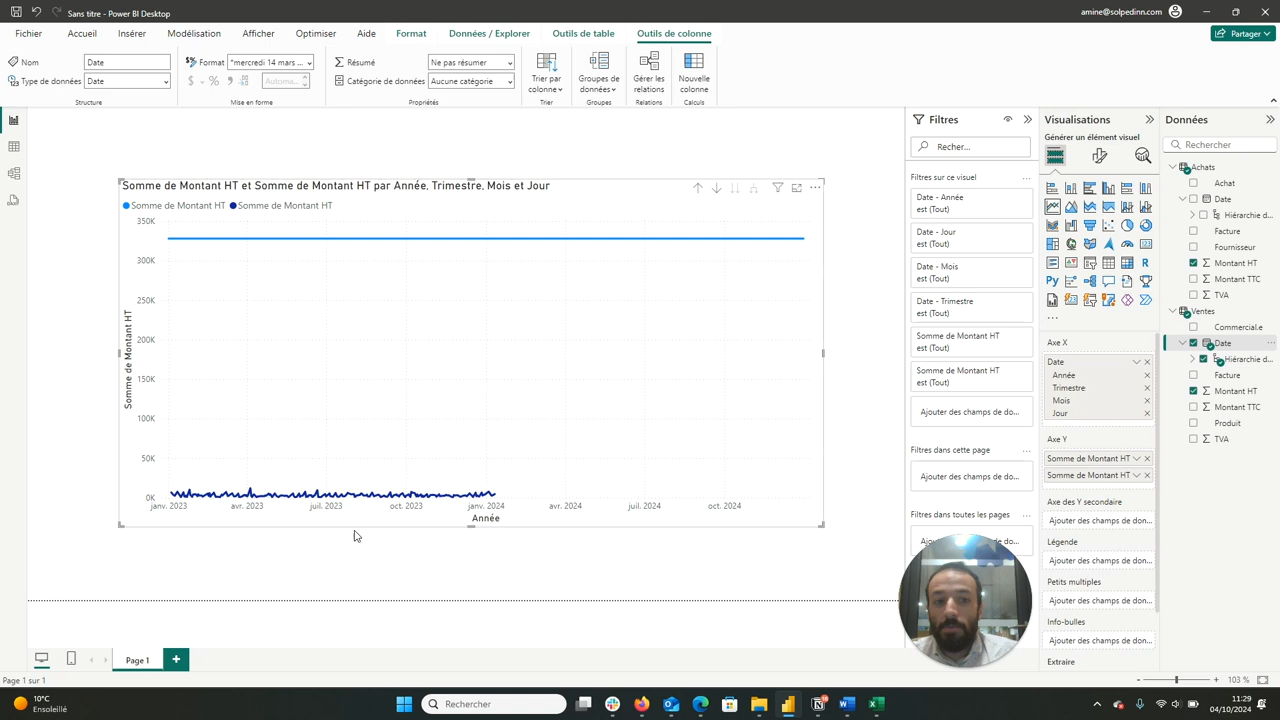 Sans titre - Power BI Desktop
amine@solpedinn.com
Fichier
Accueil
Insérer
Modélisation
Afficher
Optimiser
Aide
Format
Données / Explorer
Outils de table
Outils de colonne
Partager
Nom
Date
Format
*mercredi 14 mars ...
Résumé
Ne pas résumer
Type de données
Date
$
%
Automa...
Catégorie de données
Aucune catégorie
Trier par
colonne
Groupes de
données
Gérer les
relations
Nouvelle
colonne
Structure
Mise en forme
Propriétés
Trier
Groupes
Relations
Calculs
Somme de Montant HT et Somme de Montant HT par Année, Trimestre, Mois et Jour
Somme de Montant HT
Somme de Montant HT
350K
300K
250K
200K
150K
100K
50K
0K
Somme de Montant HT
janv. 2023
avr. 2023
juil. 2023
oct. 2023
janv. 2024
avr. 2024
juil. 2024
oct. 2024
Année
Filtres
Recher...
Filtres sur ce visuel
...
Date - Année
est (Tout)
Date - Jour
est (Tout)
Date - Mois
est (Tout)
Date - Trimestre
est (Tout)
Somme de Montant HT
est (Tout)
Somme de Montant HT
est (Tout)
Ajouter des champs de do...
Filtres dans cette page
...
Ajouter des champs de do...
Filtres dans toutes les pages
...
Visualisations
Générer un élément visuel
R
Py
123
...
Axe X
Date
Année
Trimestre
Mois
Jour
Axe Y
Somme de Montant HT
Somme de Montant HT
Axe des Y secondaire
Ajouter des champs de don...
Légende
Ajouter des champs de don...
Petits multiples
Ajouter des champs de don...
Info-bulles
Ajouter des champs de don...
Extraire
Données
Rechercher
Achats
Achat
Date
Hiérarchie d...
Facture
Fournisseur
Montant HT
Montant TTC
TVA
Ventes
Commercial.e
Date
Hiérarchie d...
Facture
Montant HT
Montant TTC
Produit
TVA
Page 1
Page 1 sur 1
103 %
10°C
Ensoleillé
Rechercher
11:29
04/10/2024